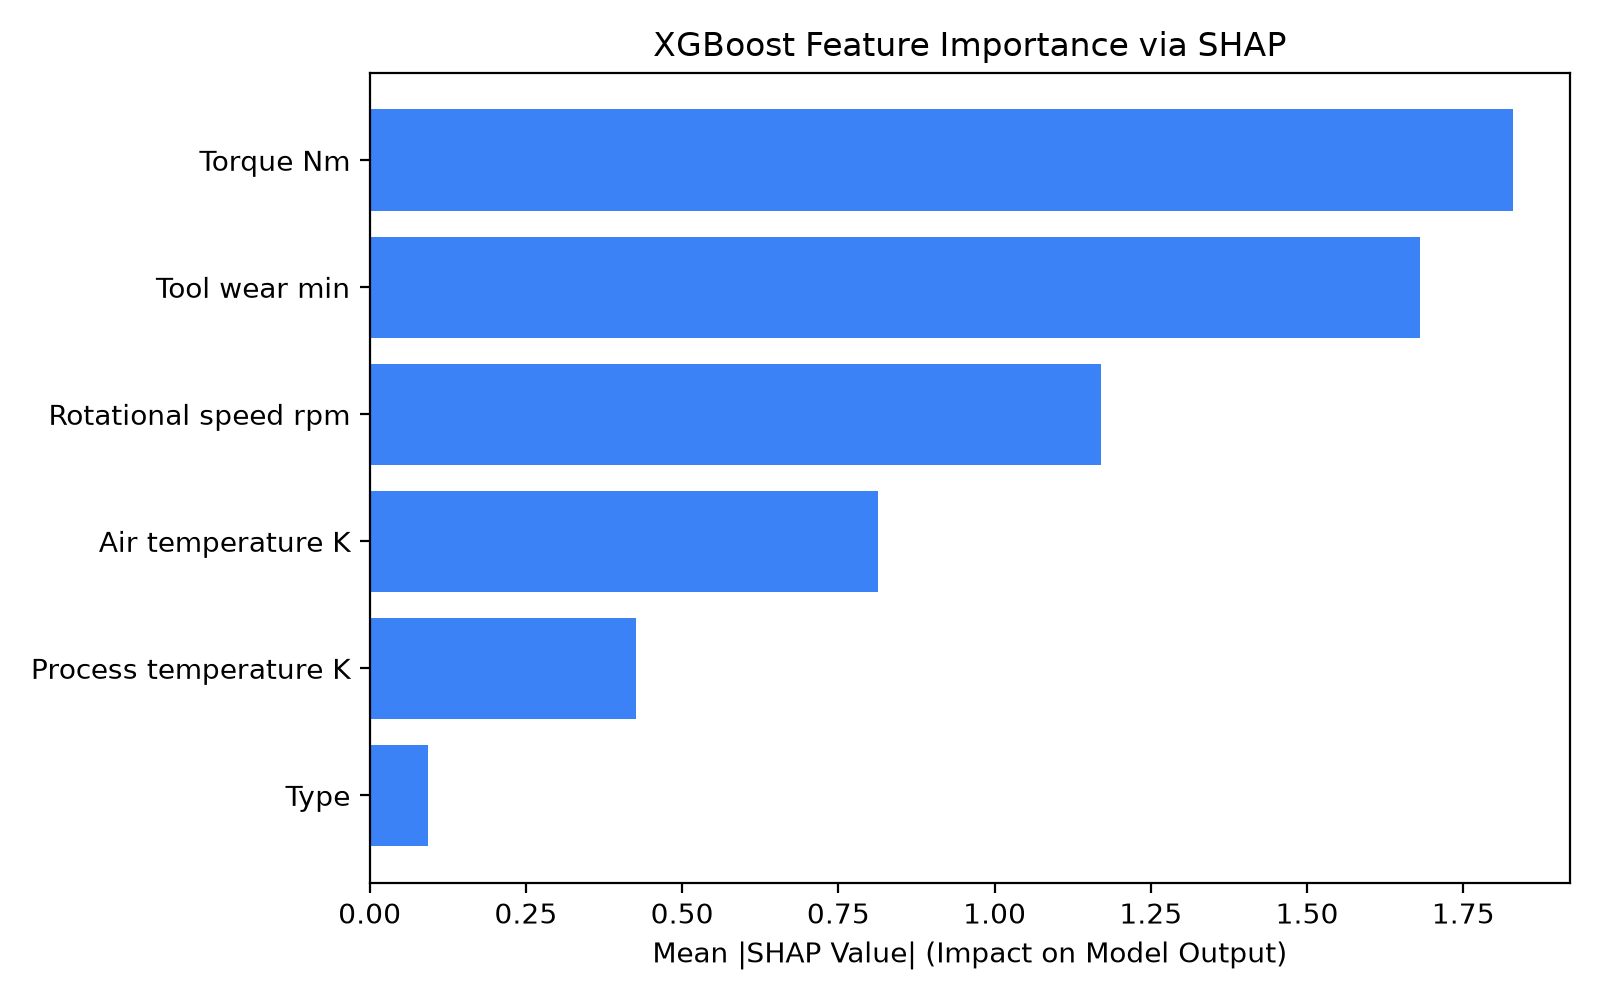 XGBoost Feature Importance via SHAP
Torque Nm
Tool wear min
Rotational speed rpm
Air temperature K
Process temperature K
Type
0.00 0.25 0.50 0.75 1.00 1.25 1.50 1.75
Mean |SHAP Value| (Impact on Model Output)